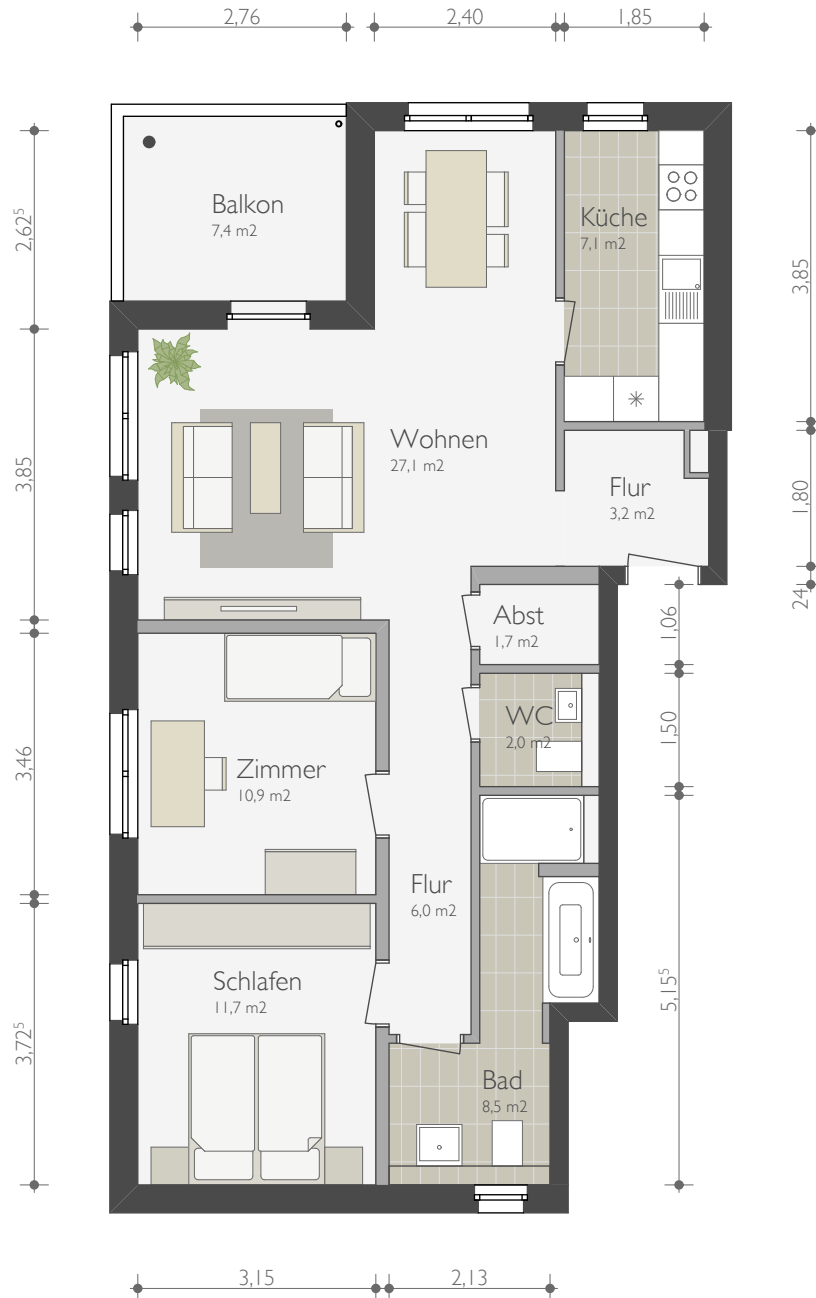 2,76
2,40
1,85
2,62⁵
Balkon
7,4 m2
Küche
7,1 m2
3,85
3,85
Wohnen
27,1 m2
Flur
3,2 m2
1,80
24
Abst
1,7 m2
1,06
WC
2,0 m2
1,50
3,46
Zimmer
10,9 m2
Flur
6,0 m2
Schlafen
11,7 m2
5,15⁵
3,72⁵
Bad
8,5 m2
3,15
2,13